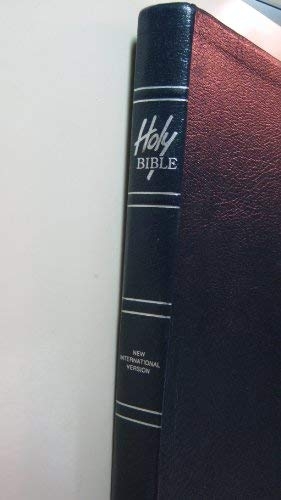 Holy
BIBLE
NEW
INTERNATIONAL
VERSION